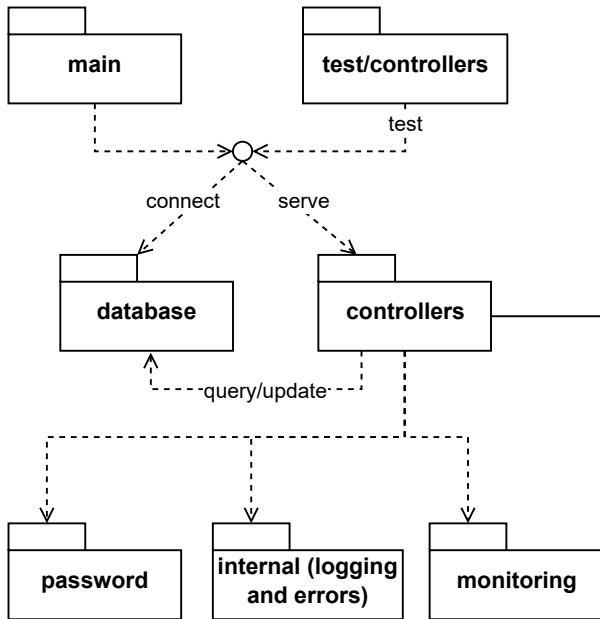 main
test/controllers
test
connect
serve
database
controllers
query/update
password
internal (logging
and errors)
monitoring